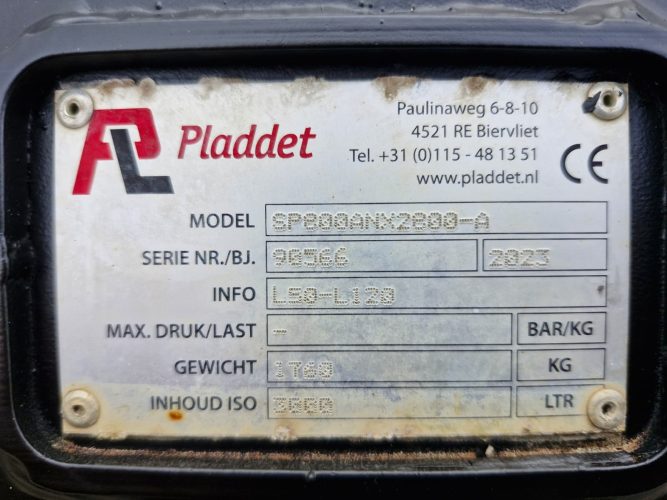 PL Pladdet
Paulinaweg 6-8-10
4521 RE Biervliet
Tel. +31 (0)115 - 48 13 51
www.pladdet.nl
CE
MODEL SP800ANX2800-A
SERIE NR./BJ. 90566 2023
INFO L50-L120
MAX. DRUK/LAST - BAR/KG
GEWICHT KG
INHOUD ISO LTR